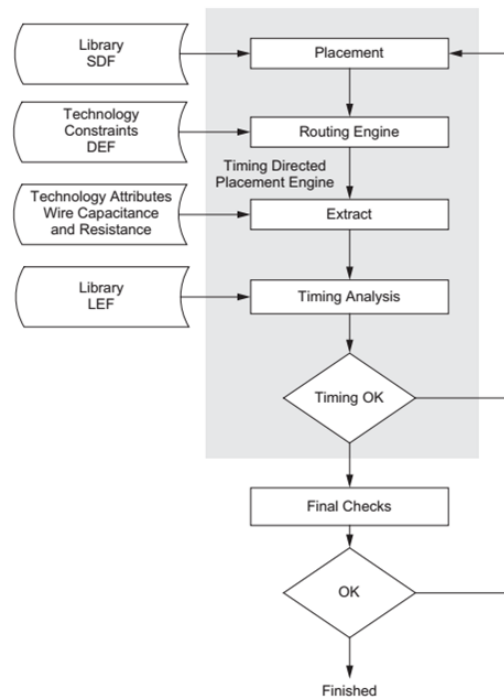 Library
SDF
Placement
Technology
Constraints
DEF
Routing Engine
Timing Directed
Placement Engine
Technology Attributes
Wire Capacitance
and Resistance
Extract
Library
LEF
Timing Analysis
Timing OK
Final Checks
OK
Finished